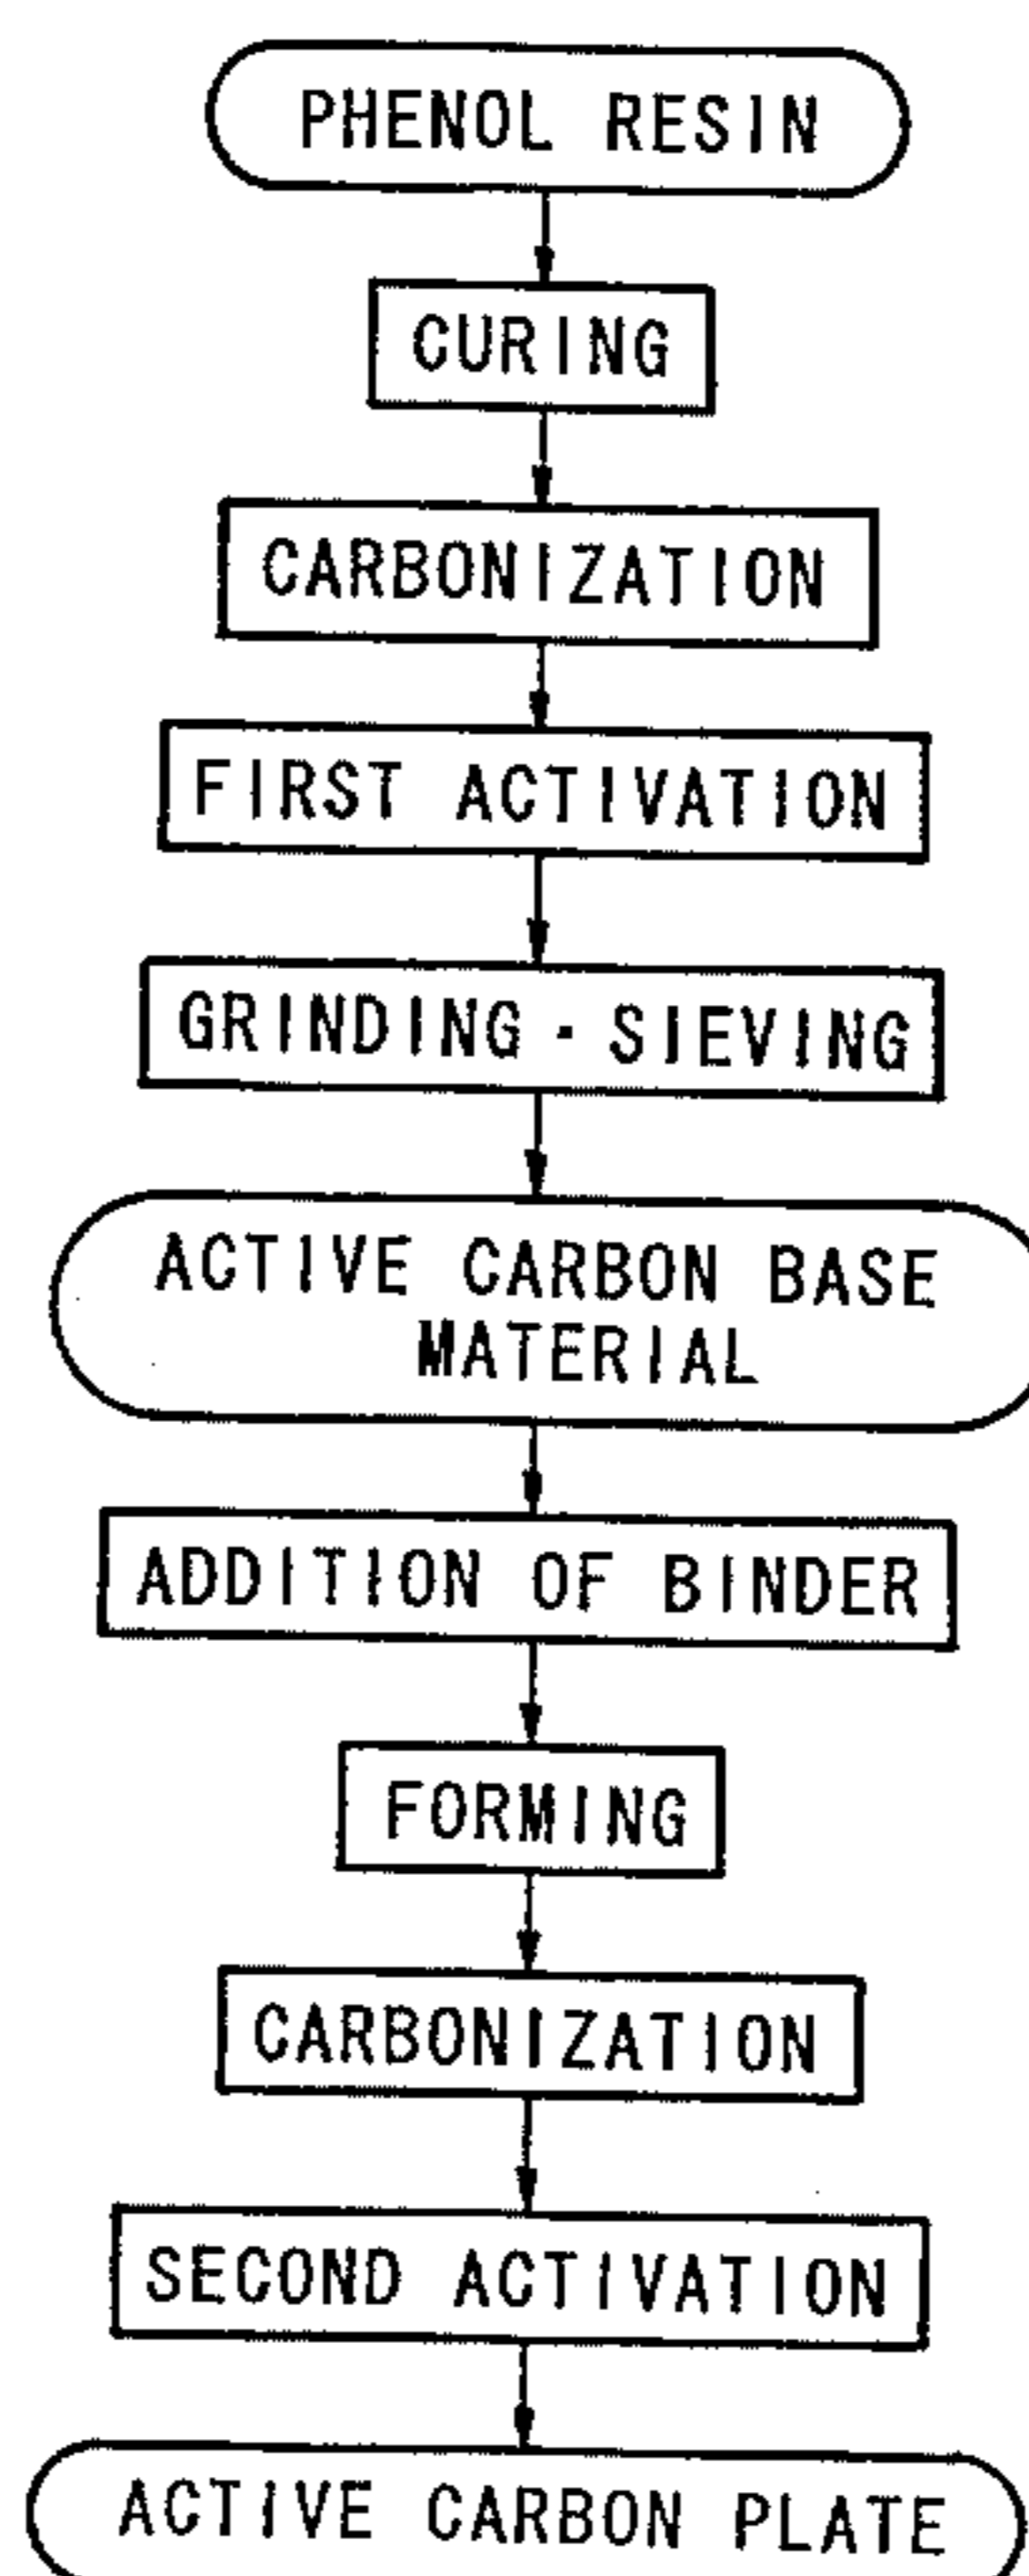 PHENOL RESIN
CURING
CARBONIZATION
FIRST ACTIVATION
GRINDING · SIEVING
ACTIVE CARBON BASE
MATERIAL
ADDITION OF BINDER
FORMING
CARBONIZATION
SECOND ACTIVATION
ACTIVE CARBON PLATE